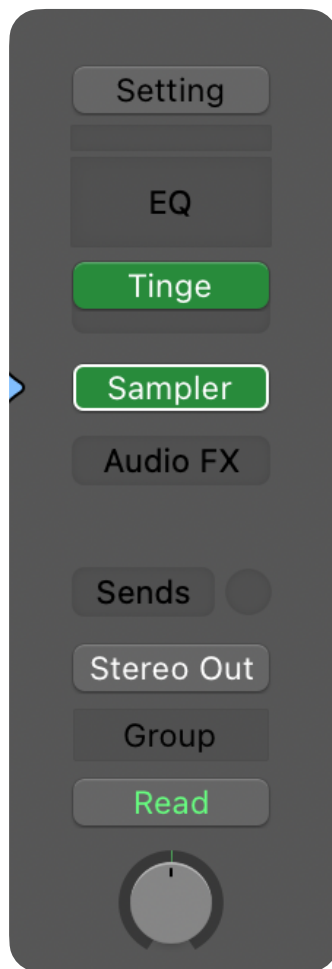 Setting
EQ
Tinge
Sampler
Audio FX
Sends
Stereo Out
Group
Read